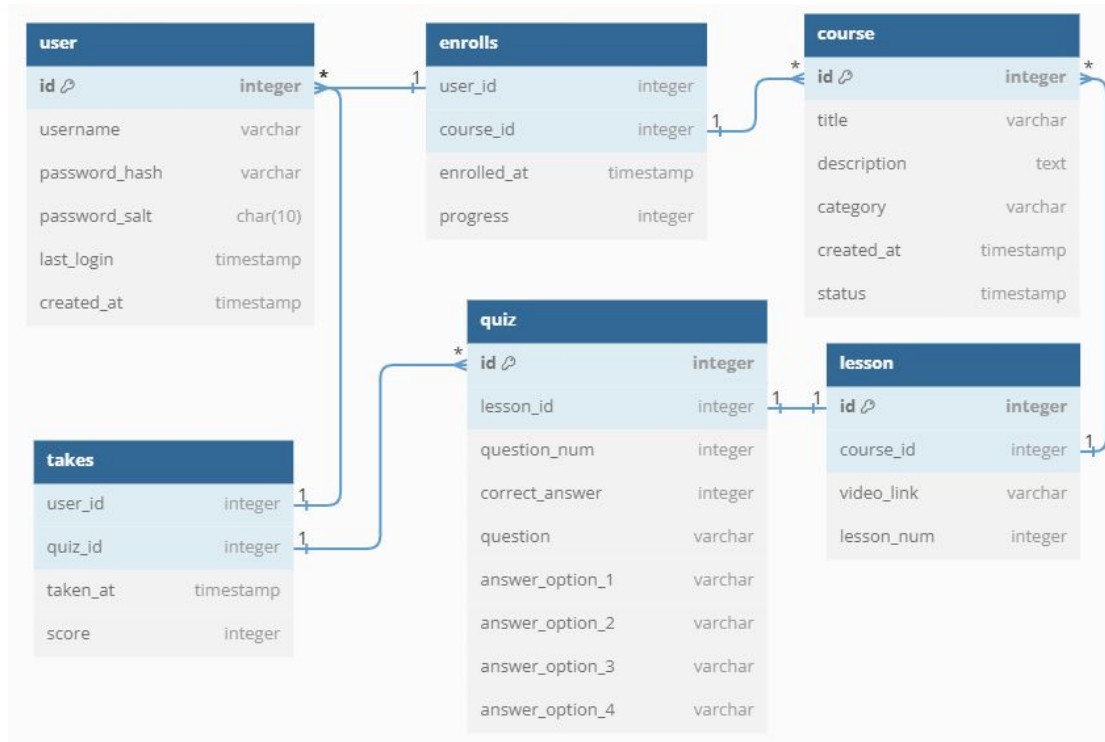 user
id integer
username varchar
password_hash varchar
password_salt char(10)
last_login timestamp
created_at timestamp
* 1
enrolls
user_id integer
course_id integer
enrolled_at timestamp
progress integer
1 *
course
id integer
title varchar
description text
category varchar
created_at timestamp
status timestamp
*
quiz
id integer
lesson_id integer
question_num integer
correct_answer integer
question varchar
answer_option_1 varchar
answer_option_2 varchar
answer_option_3 varchar
answer_option_4 varchar
*
1 1
lesson
id integer
course_id integer
video_link varchar
lesson_num integer
1
takes
user_id integer
quiz_id integer
taken_at timestamp
score integer
1
1